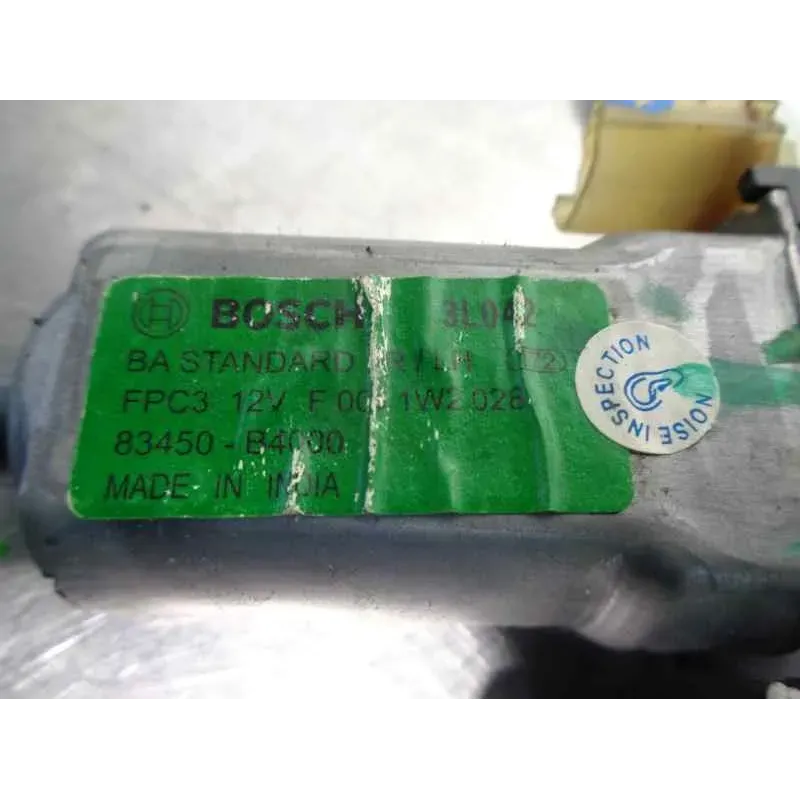 BOSCH 3L042
BA STANDARD
FPC3 12V F 00 1W2 028
83450-B4000
MADE IN INDIA
NOISE INSPECTION